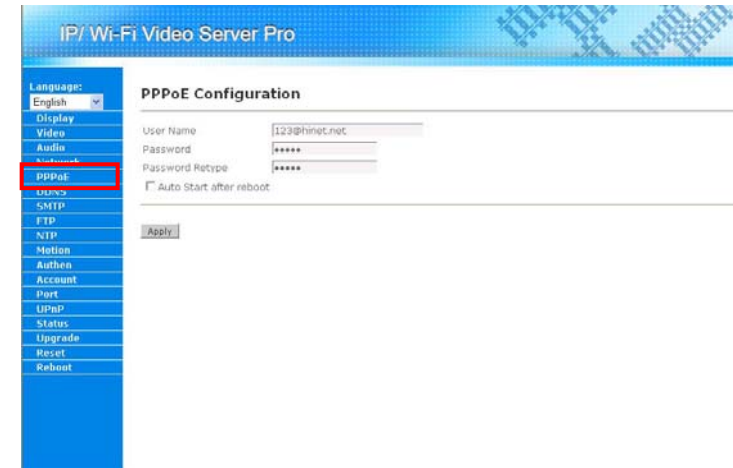 IP/ Wi-Fi Video Server Pro
Language:
English
Display
Video
Audio
Network
PPPoE
DDNS
SMTP
FTP
NTP
Motion
Authen
Account
Port
UPnP
Status
Upgrade
Reset
Reboot
PPPoE Configuration
User Name 123@hinet.net
Password •••••
Password Retype •••••
Auto Start after reboot
Apply